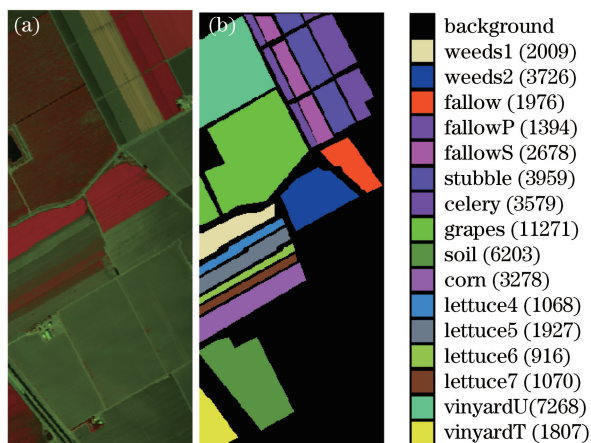 (a)
(b)
background
weeds1 (2009)
weeds2 (3726)
fallow (1976)
fallowP (1394)
fallowS (2678)
stubble (3959)
celery (3579)
grapes (11271)
soil (6203)
corn (3278)
lettuce4 (1068)
lettuce5 (1927)
lettuce6 (916)
lettuce7 (1070)
vinyardU(7268)
vinyardT (1807)